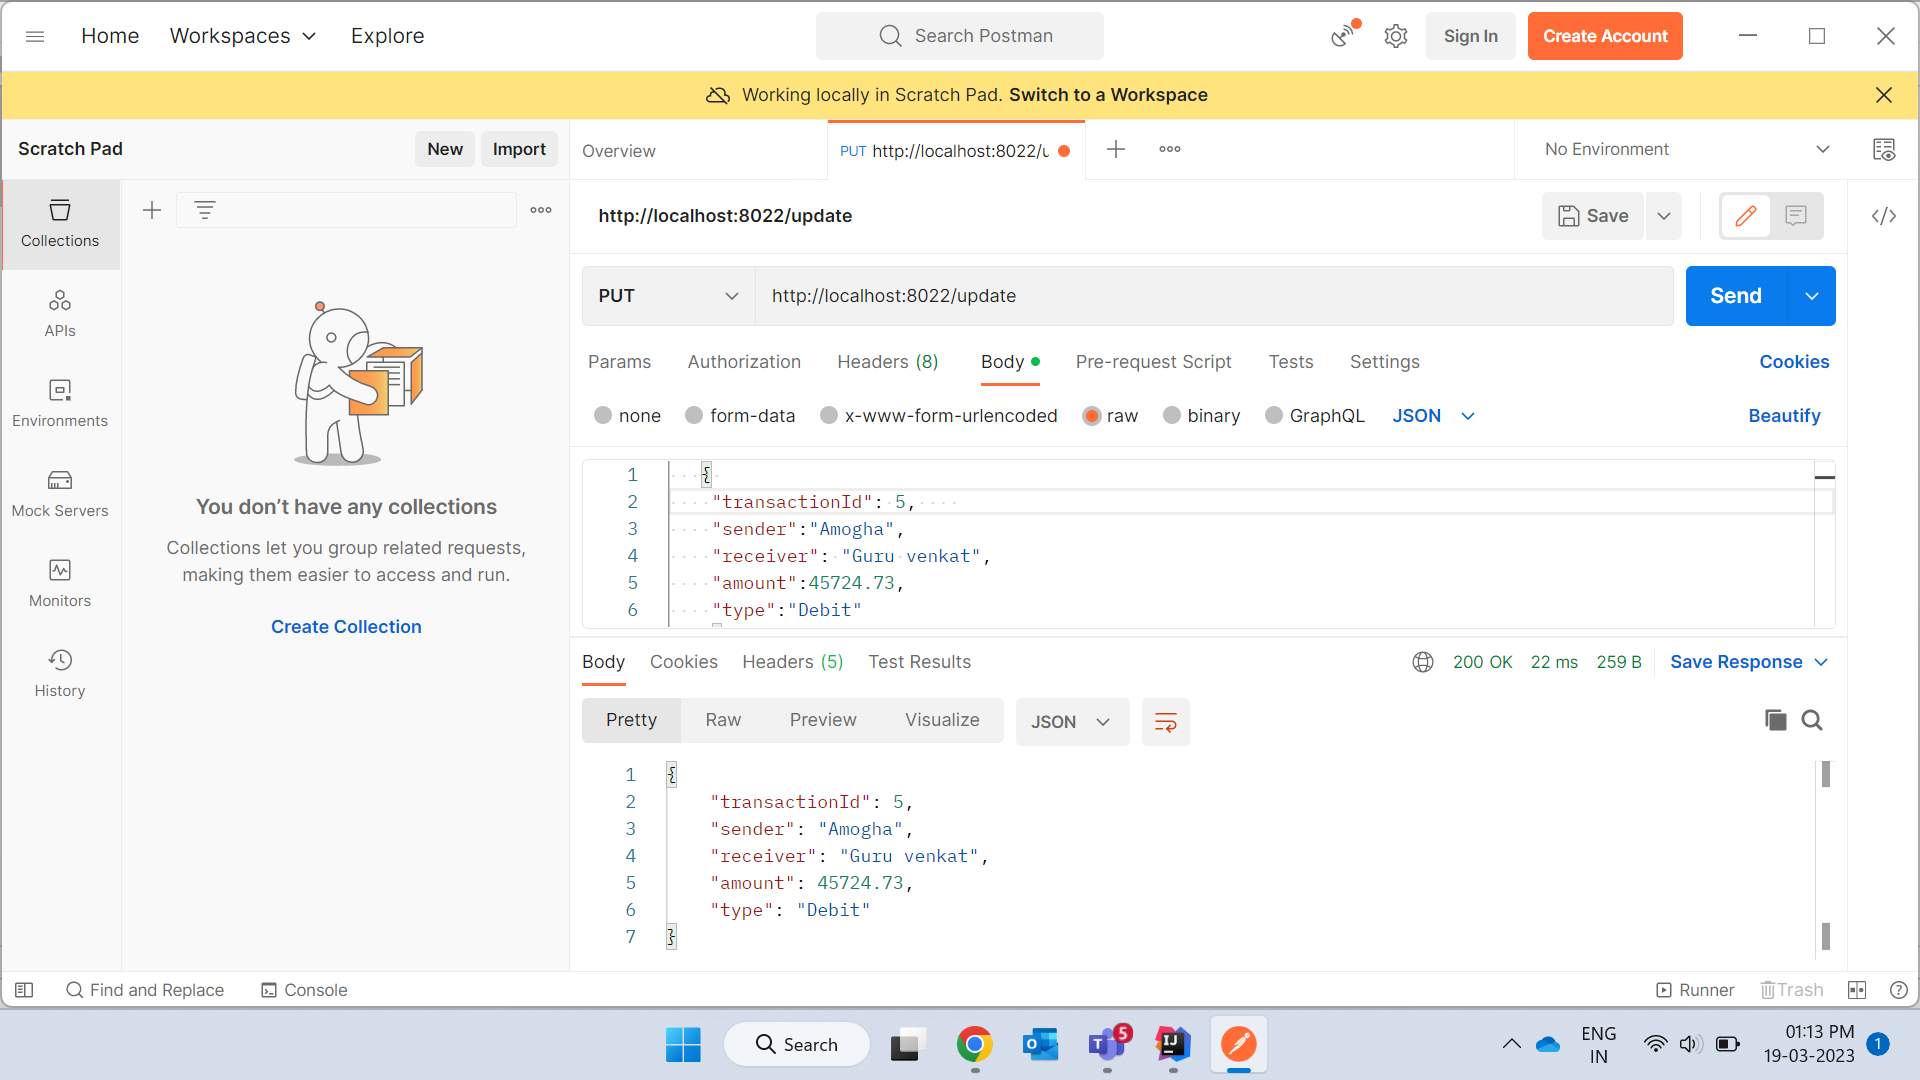 Home Workspaces Explore Search Postman Sign In Create Account
Working locally in Scratch Pad. Switch to a Workspace
Scratch Pad New Import Overview PUT http://localhost:8022/u No Environment
Collections
APIs
Environments
Mock Servers
Monitors
History
You don’t have any collections
Collections let you group related requests,
making them easier to access and run.
Create Collection
http://localhost:8022/update Save
PUT http://localhost:8022/update Send
Params Authorization Headers (8) Body Pre-request Script Tests Settings Cookies
none form-data x-www-form-urlencoded raw binary GraphQL JSON Beautify
1 {
2 "transactionId": 5,
3 "sender":"Amogha",
4 "receiver": "Guru venkat",
5 "amount":45724.73,
6 "type":"Debit"
Body Cookies Headers (5) Test Results 200 OK 22 ms 259 B Save Response
Pretty Raw Preview Visualize JSON
1 {
2 "transactionId": 5,
3 "sender": "Amogha",
4 "receiver": "Guru venkat",
5 "amount": 45724.73,
6 "type": "Debit"
7 }
Find and Replace Console Runner Trash
Search 5 ENG 01:13 PM
IN 19-03-2023 1